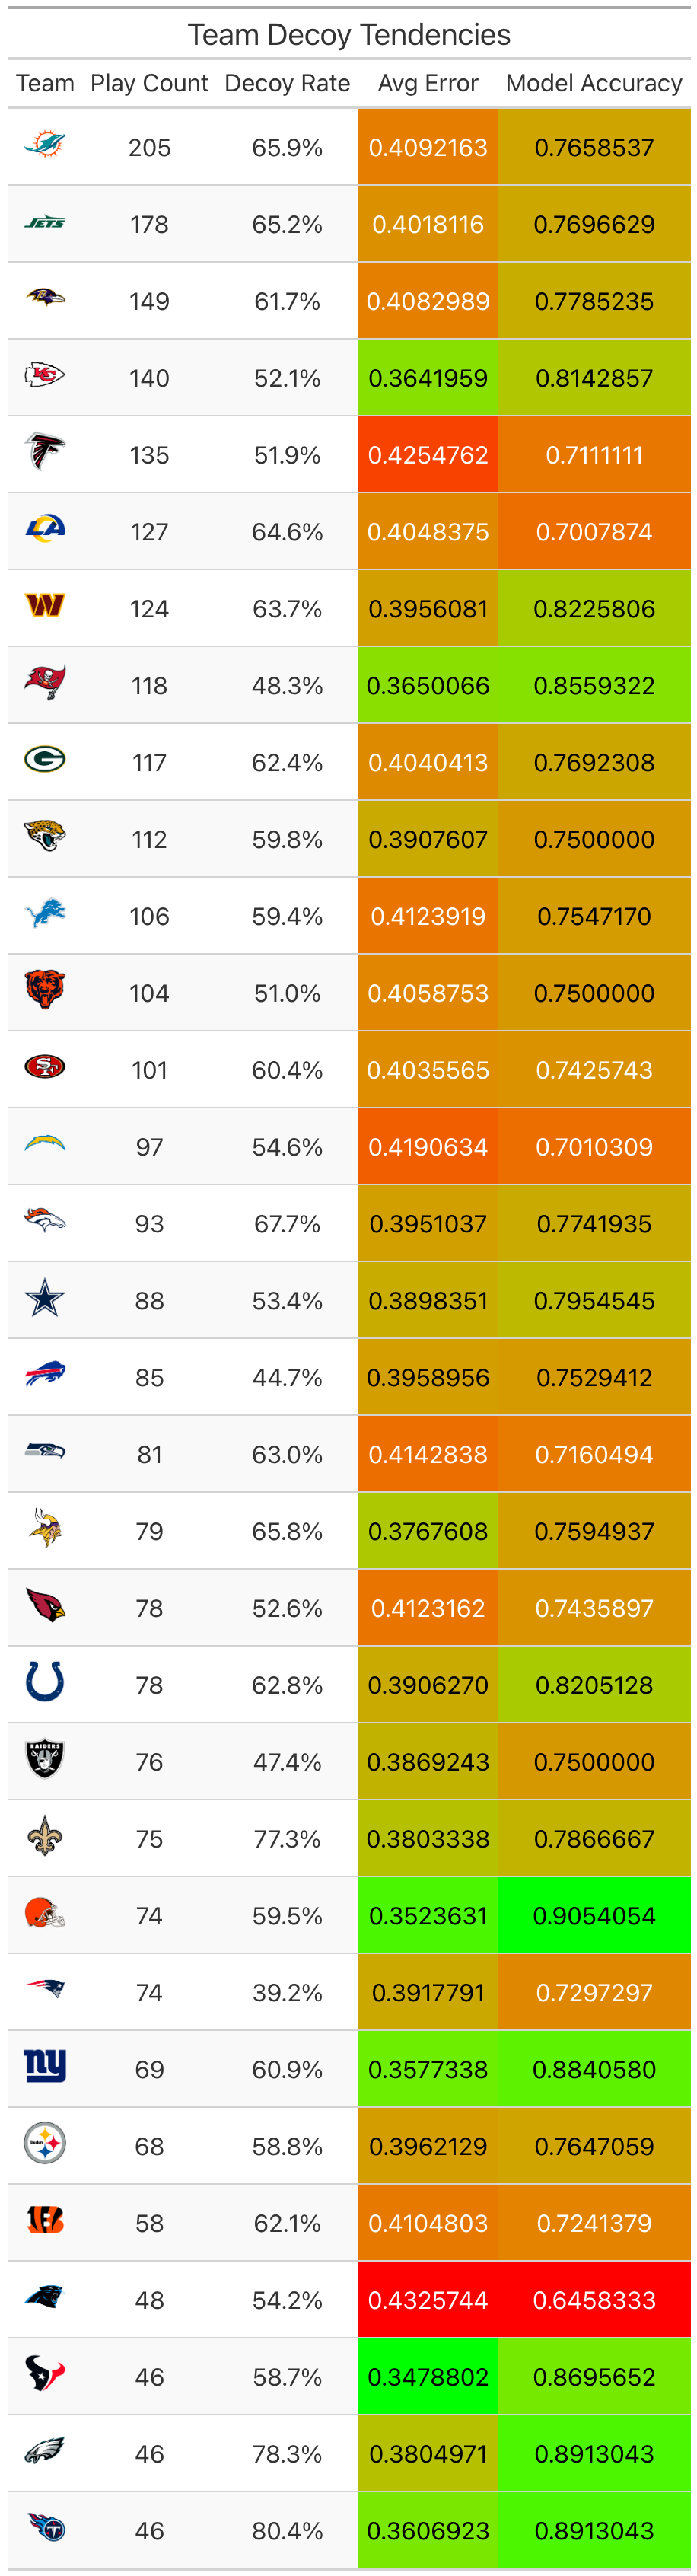 Team Decoy Tendencies
Team Play Count Decoy Rate Avg Error Model Accuracy
205 65.9% 0.4092163 0.7658537
JETS 178 65.2% 0.4018116 0.7696629
149 61.7% 0.4082989 0.7785235
KC 140 52.1% 0.3641959 0.8142857
135 51.9% 0.4254762 0.7111111
LA 127 64.6% 0.4048375 0.7007874
W 124 63.7% 0.3956081 0.8225806
118 48.3% 0.3650066 0.8559322
G 117 62.4% 0.4040413 0.7692308
112 59.8% 0.3907607 0.7500000
106 59.4% 0.4123919 0.7547170
104 51.0% 0.4058753 0.7500000
SF 101 60.4% 0.4035565 0.7425743
97 54.6% 0.4190634 0.7010309
93 67.7% 0.3951037 0.7741935
88 53.4% 0.3898351 0.7954545
85 44.7% 0.3958956 0.7529412
81 63.0% 0.4142838 0.7160494
79 65.8% 0.3767608 0.7594937
78 52.6% 0.4123162 0.7435897
78 62.8% 0.3906270 0.8205128
RAIDERS 76 47.4% 0.3869243 0.7500000
75 77.3% 0.3803338 0.7866667
74 59.5% 0.3523631 0.9054054
74 39.2% 0.3917791 0.7297297
ny 69 60.9% 0.3577338 0.8840580
Steelers 68 58.8% 0.3962129 0.7647059
B 58 62.1% 0.4104803 0.7241379
48 54.2% 0.4325744 0.6458333
46 58.7% 0.3478802 0.8695652
46 78.3% 0.3804971 0.8913043
T 46 80.4% 0.3606923 0.8913043